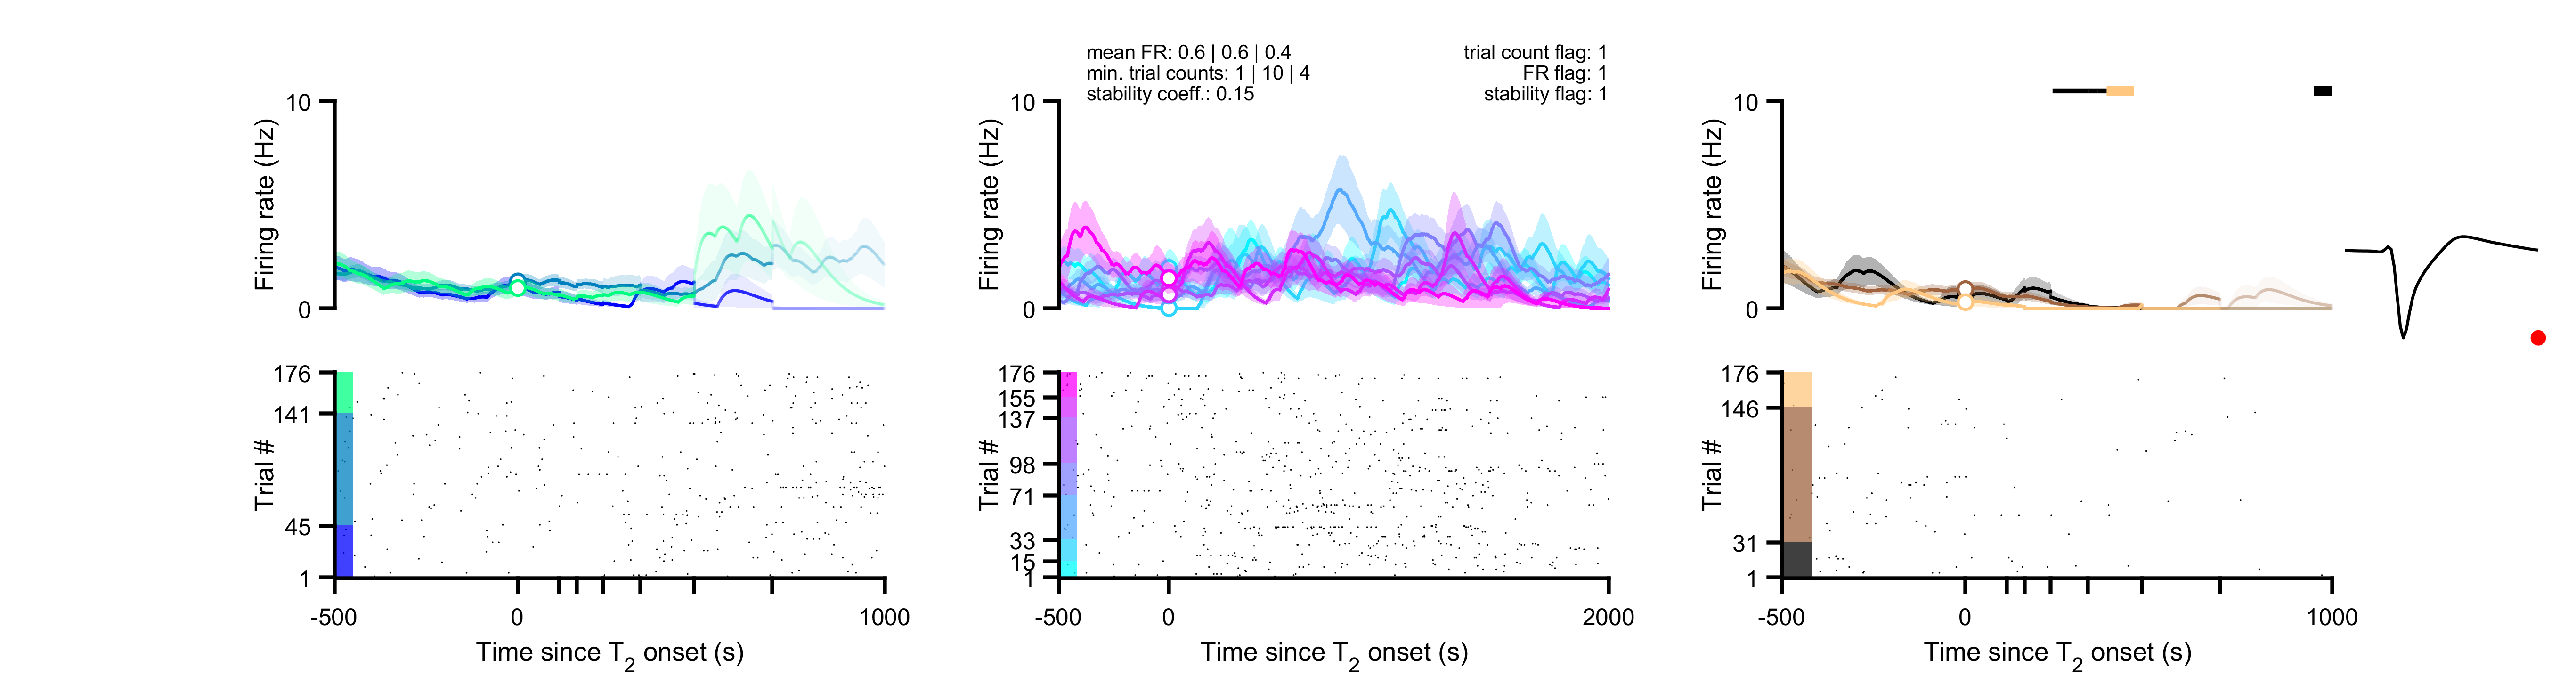 mean FR: 0.6 | 0.6 | 0.4
min. trial counts: 1 | 10 | 4
stability coeff.: 0.15
trial count flag: 1
FR flag: 1
stability flag: 1
10
Firing rate (Hz)
0
10
Firing rate (Hz)
0
10
Firing rate (Hz)
0
176
141
Trial #
45
1
-500
0
1000
Time since T2 onset (s)
176
155
137
Trial #
98
71
33
15
1
-500
0
2000
Time since T2 onset (s)
176
146
Trial #
31
1
-500
0
1000
Time since T2 onset (s)